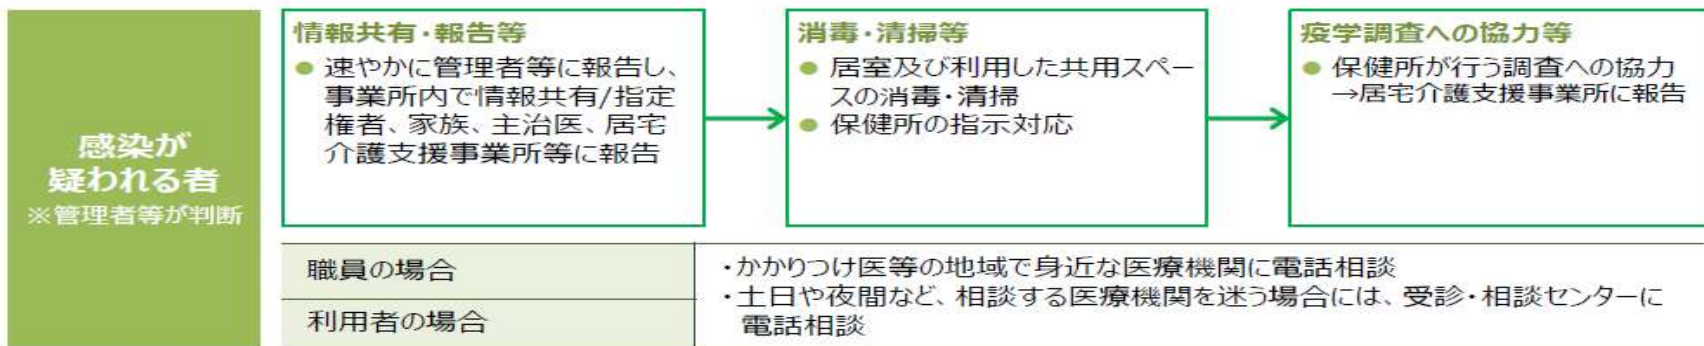 感染が
疑われる者
※管理者等が判断
情報共有・報告等
● 速やかに管理者等に報告し、
事業所内で情報共有/指定
権者、家族、主治医、居宅
介護支援事業所等に報告
消毒・清掃等
● 居室及び利用した共用スペー
スの消毒・清掃
● 保健所の指示対応
疫学調査への協力等
● 保健所が行う調査への協力
→居宅介護支援事業所に報告
職員の場合
利用者の場合
・かかりつけ医等の地域で身近な医療機関に電話相談
・土日や夜間など、相談する医療機関を迷う場合には、受診・相談センターに
電話相談